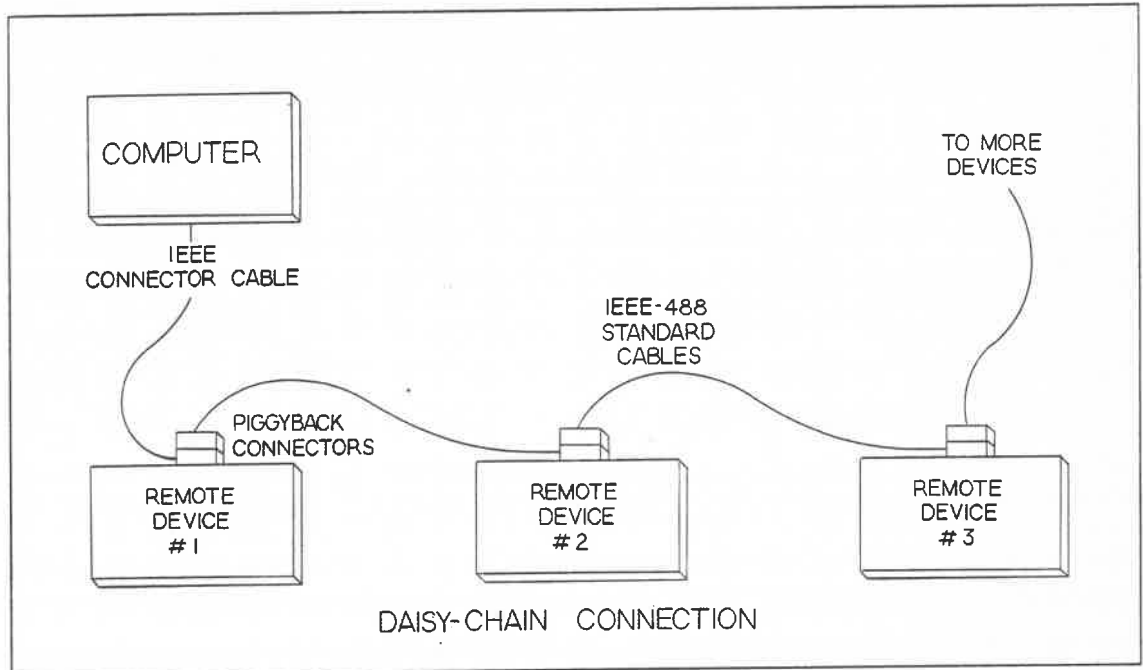 COMPUTER
TO MORE
DEVICES
IEEE
CONNECTOR CABLE
IEEE-488
STANDARD
CABLES
PIGGYBACK
CONNECTORS
REMOTE
DEVICE
#1
REMOTE
DEVICE
#2
REMOTE
DEVICE
#3
DAISY-CHAIN CONNECTION